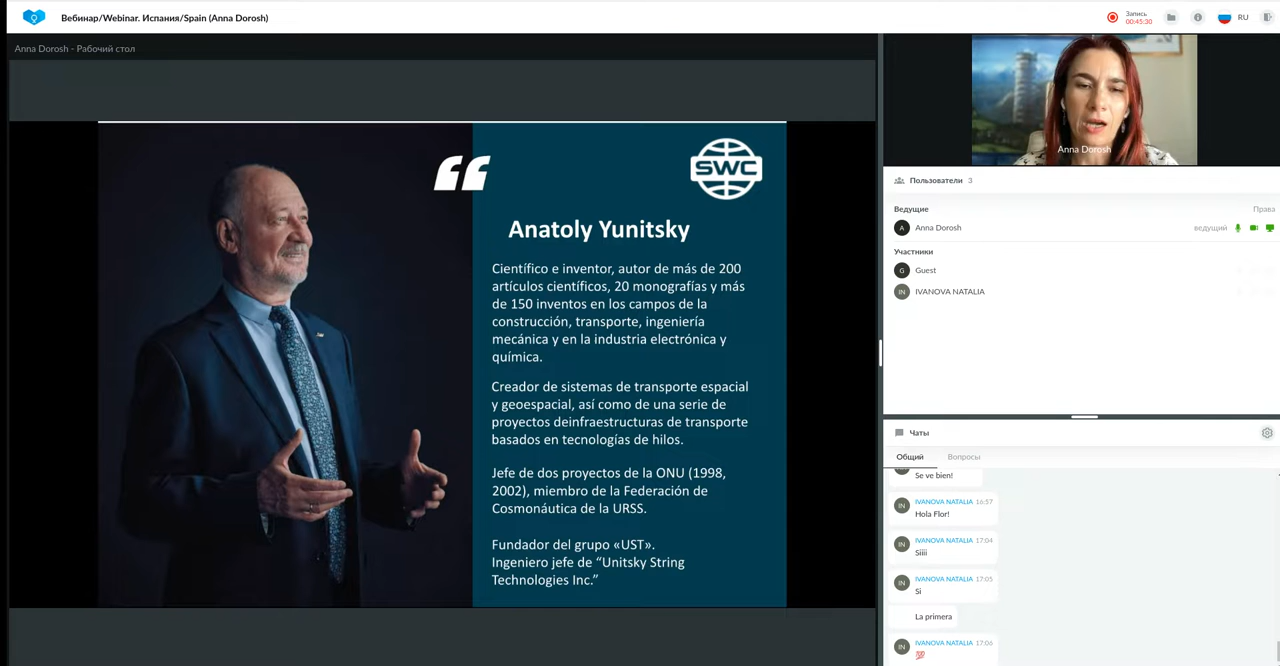 Вебинар/Webinar. Испания/Spain (Anna Dorosh)
Запись
00:45:30
RU
Anna Dorosh - Рабочий стол
SWC
Anatoly Yunitsky
Científico e inventor, autor de más de 200
artículos científicos, 20 monografías y más
de 150 inventos en los campos de la
construcción, transporte, ingeniería
mecánica y en la industria electrónica y
química.
Creador de sistemas de transporte espacial
y geoespacial, así como de una serie de
proyectos deinfraestructuras de transporte
basados en tecnologías de hilos.
Jefe de dos proyectos de la ONU (1998,
2002), miembro de la Federación de
Cosmonáutica de la URSS.
Fundador del grupo «UST».
Ingeniero jefe de “Unitsky String
Technologies Inc.”
Anna Dorosh
Пользователи 3
Ведущие
Права
A
Anna Dorosh
ведущий
Участники
G
Guest
IN
IVANOVA NATALIA
Чаты
Общий
Вопросы
Se ve bien!
IN
IVANOVA NATALIA 16:57
Hola Flor!
IN
IVANOVA NATALIA 17:04
Siiii
IN
IVANOVA NATALIA 17:05
Si
La primera
IN
IVANOVA NATALIA 17:06
💯